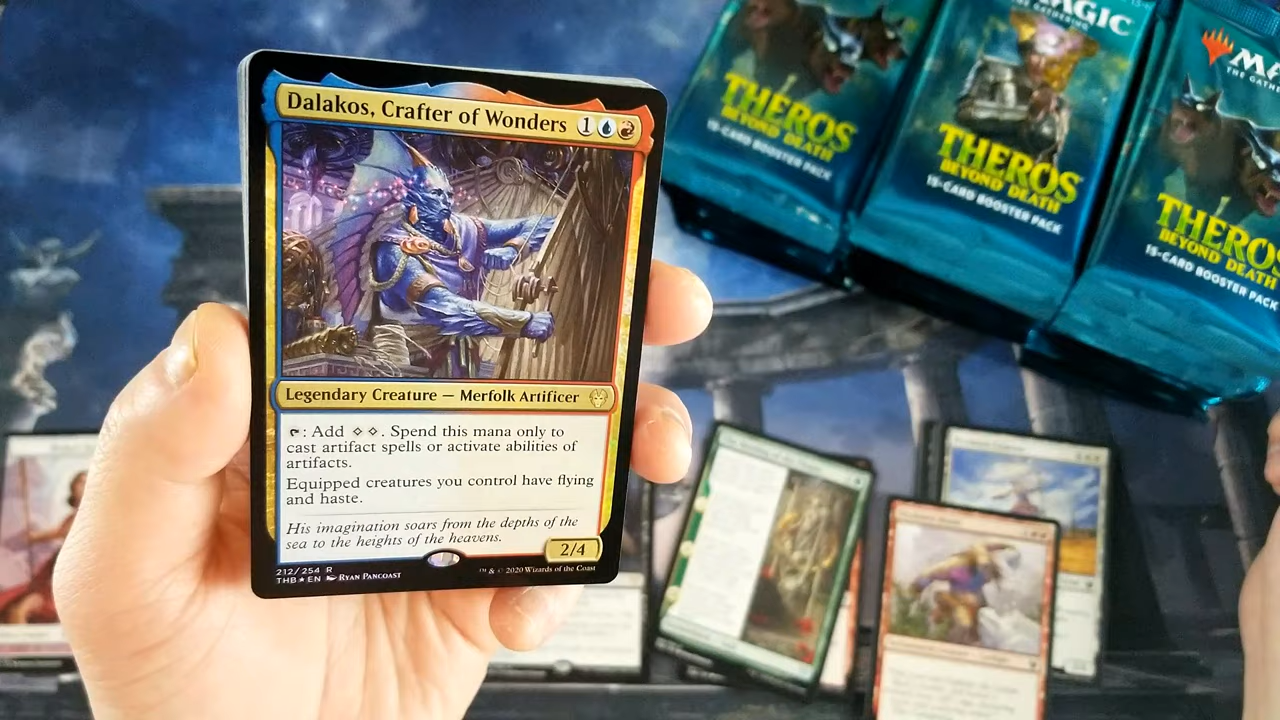 Dalakos, Crafter of Wonders 1
Legendary Creature — Merfolk Artificer
: Add . Spend this mana only to
cast artifact spells or activate abilities of
artifacts.
Equipped creatures you control have flying
and haste.
His imagination soars from the depths of the
sea to the heights of the heavens.
2/4
212/254 R
THB★EN RYAN PANCOAST
™ & © 2020 Wizards of the Coast
THEROS
BEYOND DEATH
15-CARD BOOSTER PACK
MAGIC
THE GATHERING
THEROS
BEYOND DEATH
15-CARD BOOSTER PACK
THEROS
BEYOND DEATH
15-CARD BOOSTER PACK